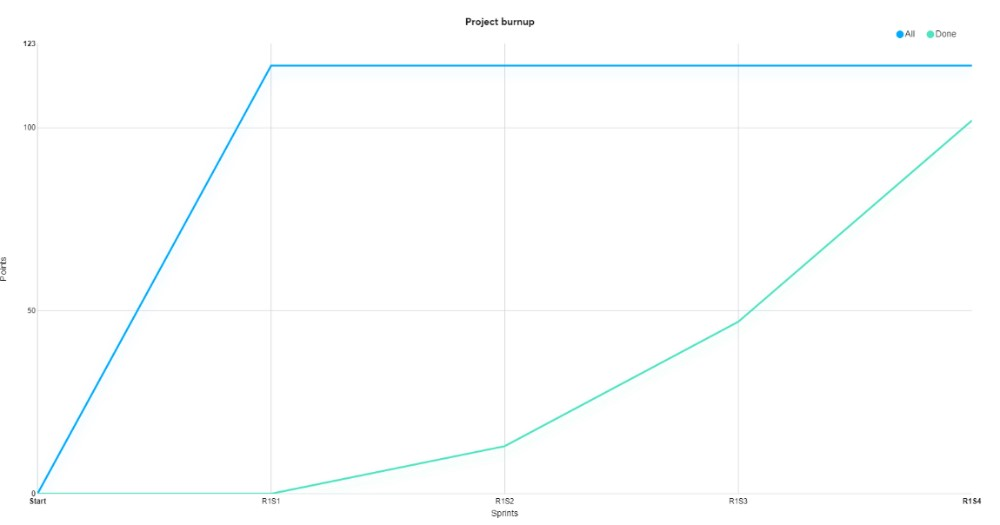 Project burnup
All Done
123
100
Points
50
0
Start R1S1 R1S2 R1S3 R1S4
Sprints